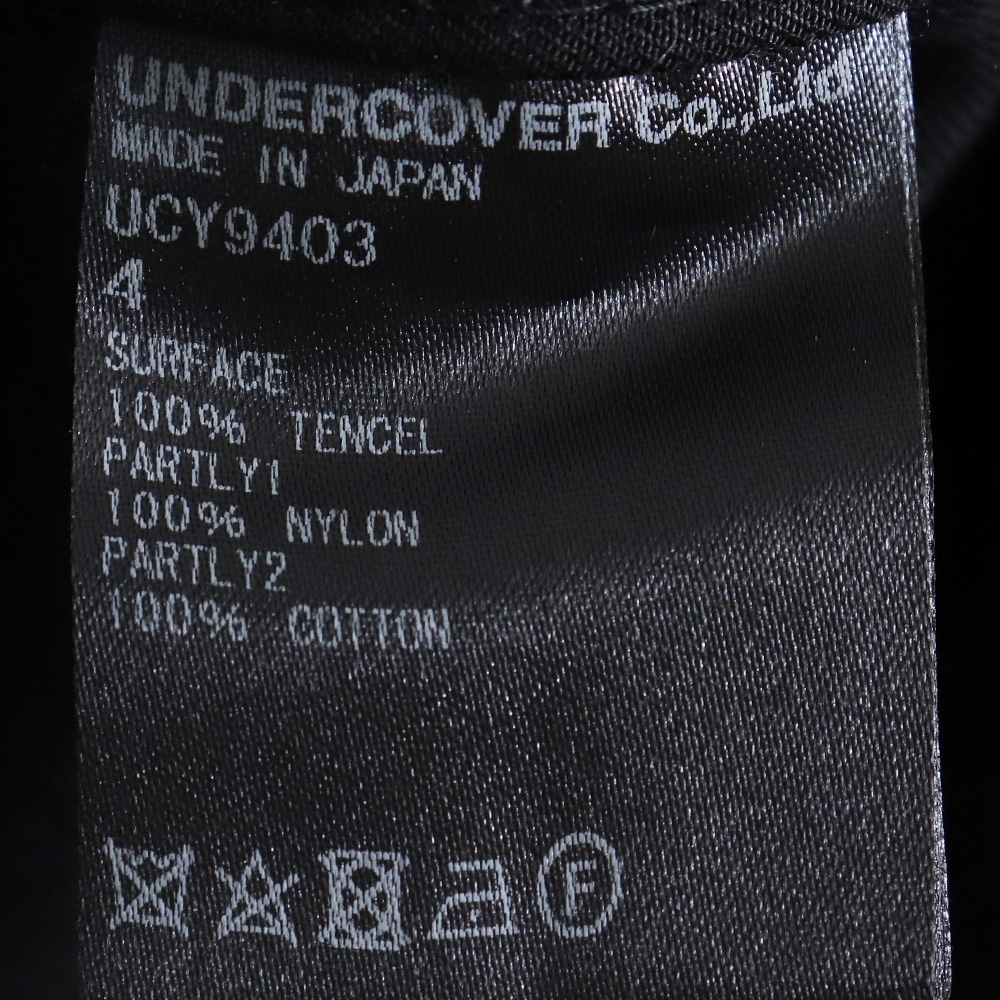 UNDERCOVER Co.,Ltd
MADE IN JAPAN
UCY9403
4
SURFACE
100% TENCEL
PARTLY1
100% NYLON
PARTLY2
100% COTTON
F